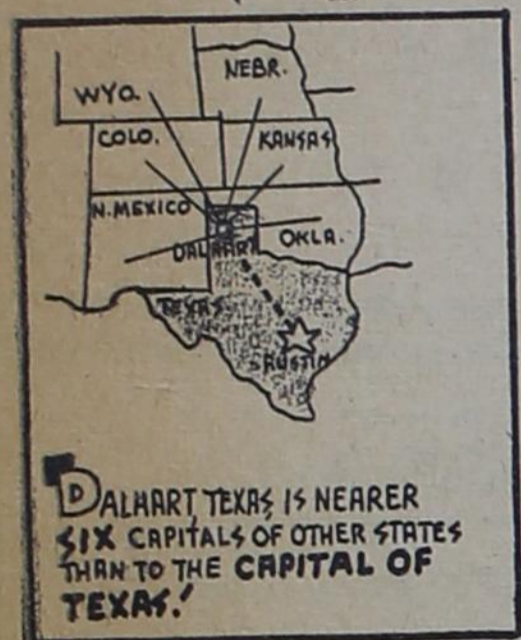 NEBR.
WYO.
COLO.
KANSAS
N. MEXICO
DALHART
OKLA.
TEXAS
AUSTIN
DALHART, TEXAS, IS NEARER
SIX CAPITALS OF OTHER STATES
THAN TO THE CAPITAL OF
TEXAS!